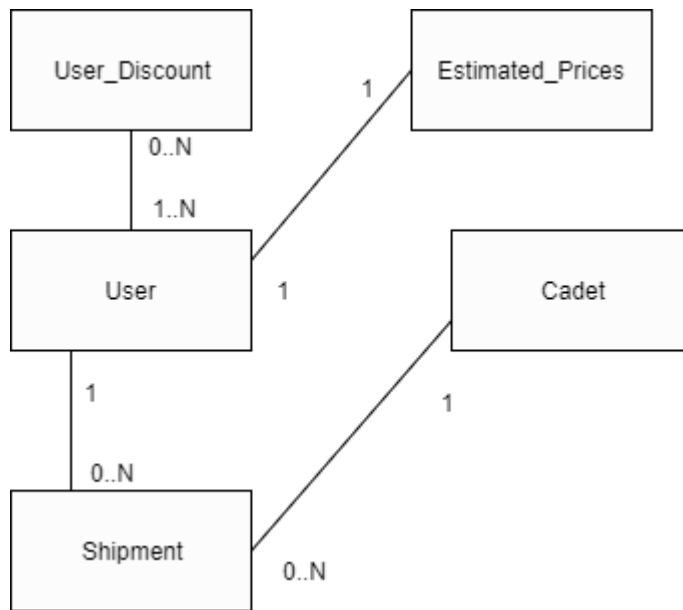 User_Discount
Estimated_Prices
1
0..N
1..N
User
1
Cadet
1
1
0..N
Shipment
0..N